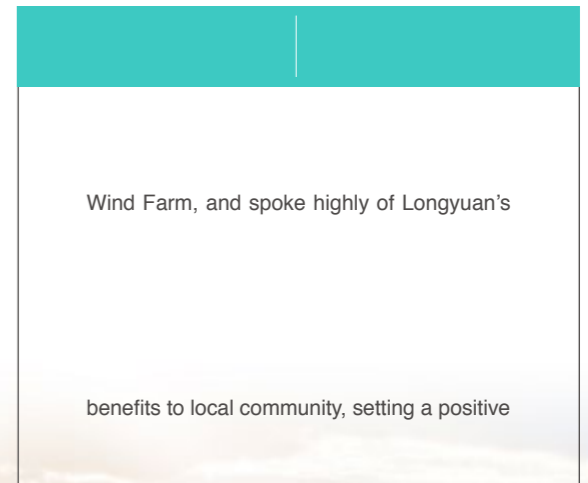 Wind Farm, and spoke highly of Longyuan’s
benefits to local community, setting a positive